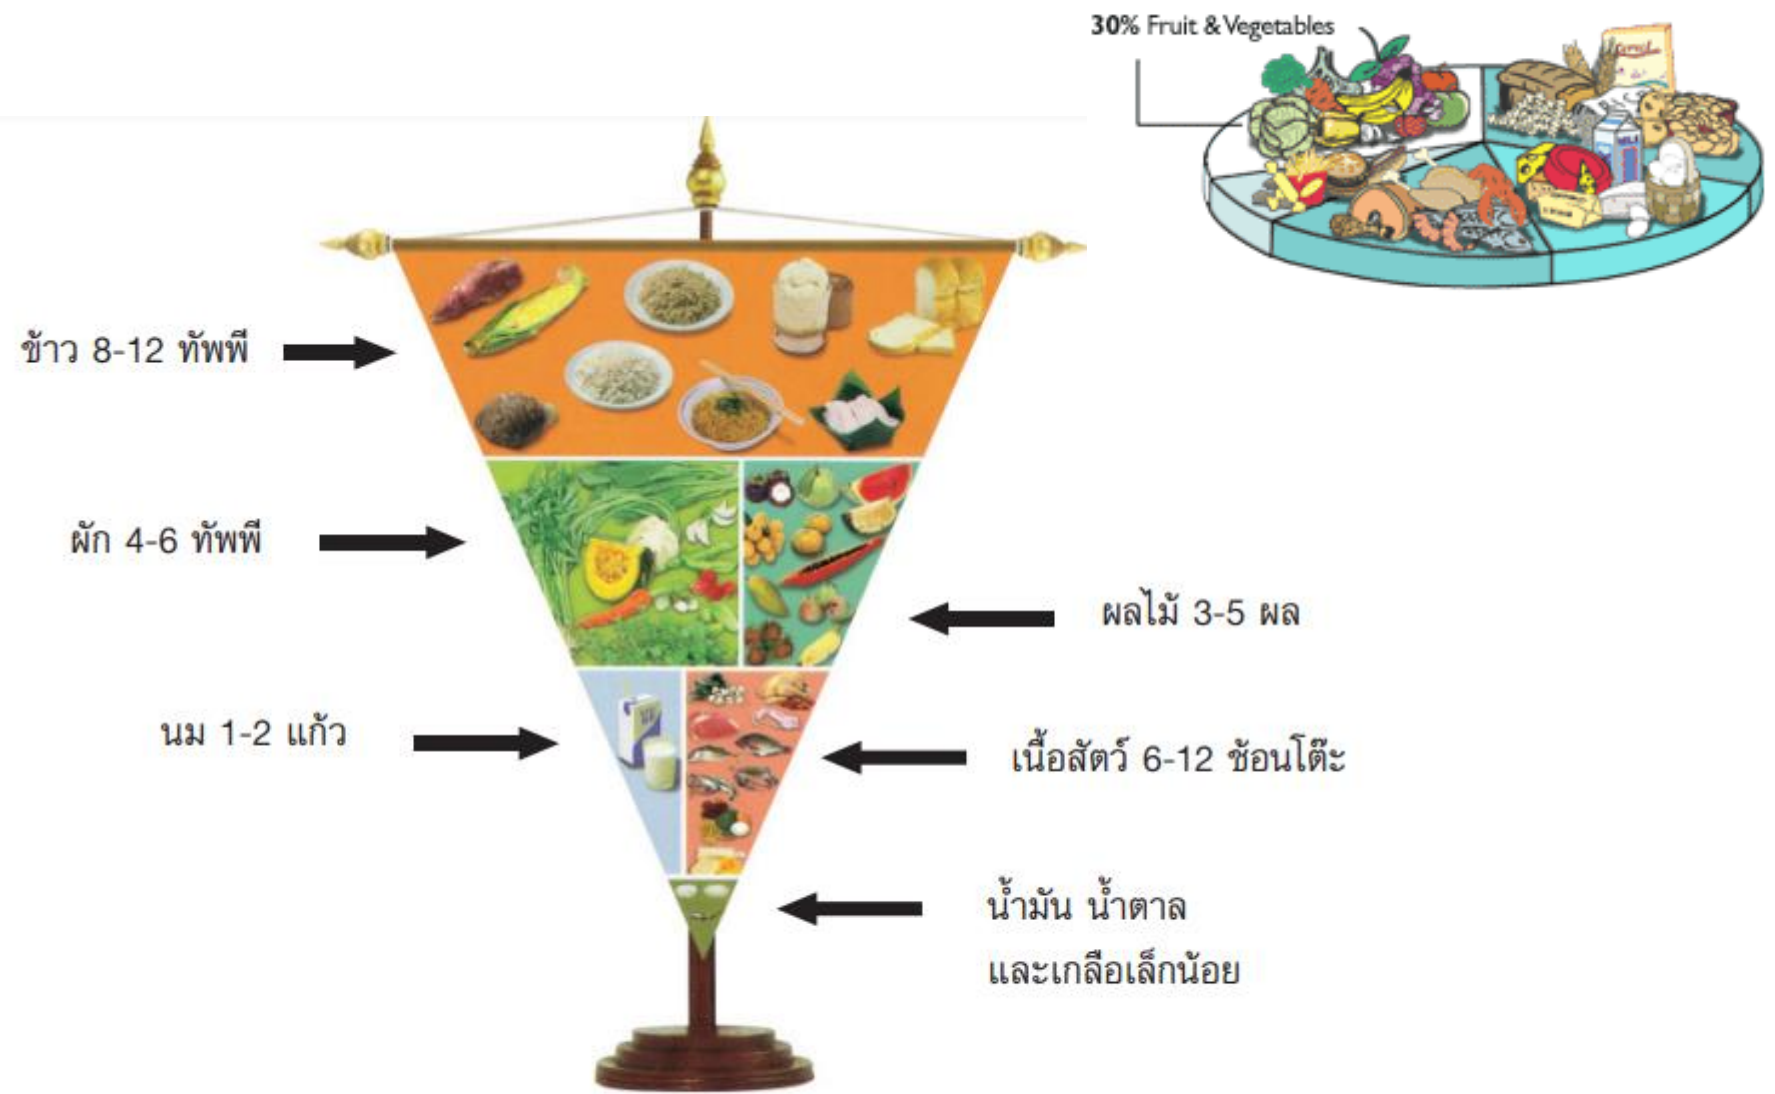 30% Fruit & Vegetables
Cereal
RICE
MILK
ข้าว 8-12 ทัพพี
ผัก 4-6 ทัพพี
ผลไม้ 3-5 ผล
นม 1-2 แก้ว
เนื้อสัตว์ 6-12 ช้อนโต๊ะ
น้ำมัน น้ำตาล
และเกลือเล็กน้อย